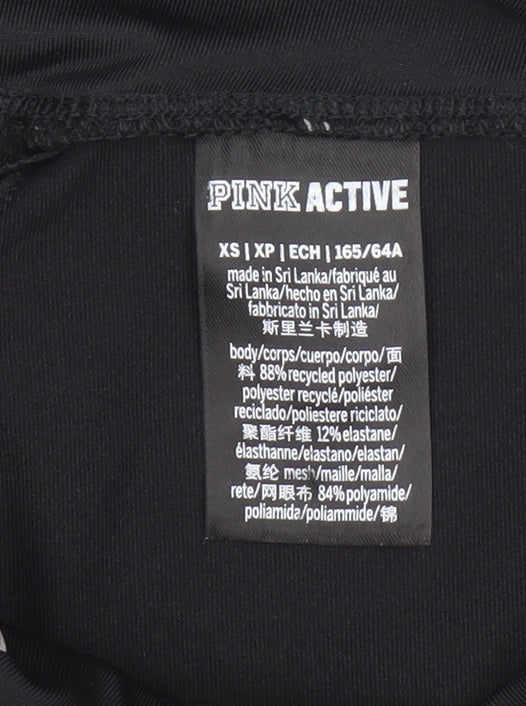 PINK ACTIVE
XS | XP | ECH | 165/64A
made in Sri Lanka/fabriqué au
Sri Lanka/hecho en Sri Lanka/
fabbricato in Sri Lanka/
斯里兰卡制造
body/corps/cuerpo/corpo/面
料 88% recycled polyester/
polyester recyclé/poliéster
reciclado/poliestere riciclato/
聚酯纤维 12% elastane/
élasthanne/elastano/elastan/
氨纶 mesh/maille/malla/
rete/网眼布 84% polyamide/
poliamida/poliammide/锦